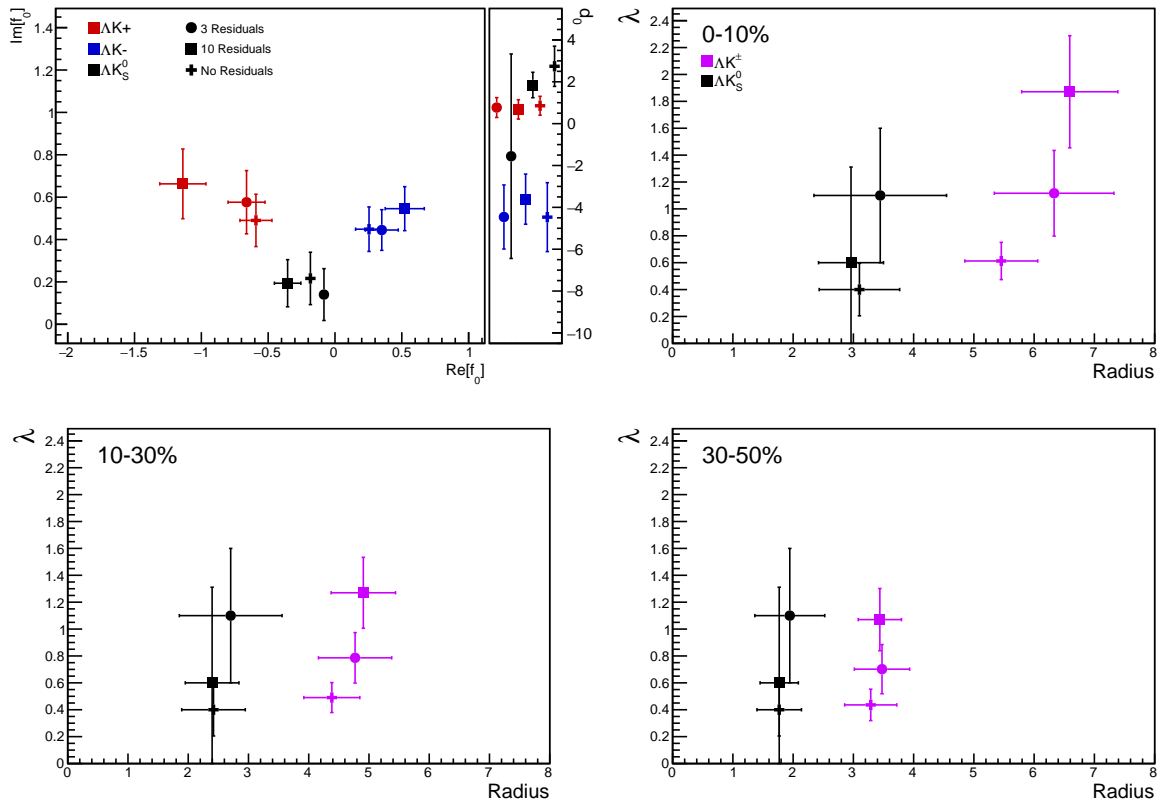 Im[f₀]
1.4
1.2
1
0.8
0.6
0.4
0.2
0
ΛK+
ΛK-
ΛK⁰_S
3 Residuals
10 Residuals
No Residuals
−2 −1.5 −1 −0.5 0 0.5 1
Re[f₀]
d₀
4
2
0
−2
−4
−6
−8
−10
λ
0-10%
ΛK±
ΛK⁰_S
2.4
2.2
2
1.8
1.6
1.4
1.2
1
0.8
0.6
0.4
0.2
0
0 1 2 3 4 5 6 7 8
Radius
λ
10-30%
2.4
2.2
2
1.8
1.6
1.4
1.2
1
0.8
0.6
0.4
0.2
0
0 1 2 3 4 5 6 7 8
Radius
λ
30-50%
2.4
2.2
2
1.8
1.6
1.4
1.2
1
0.8
0.6
0.4
0.2
0
0 1 2 3 4 5 6 7 8
Radius